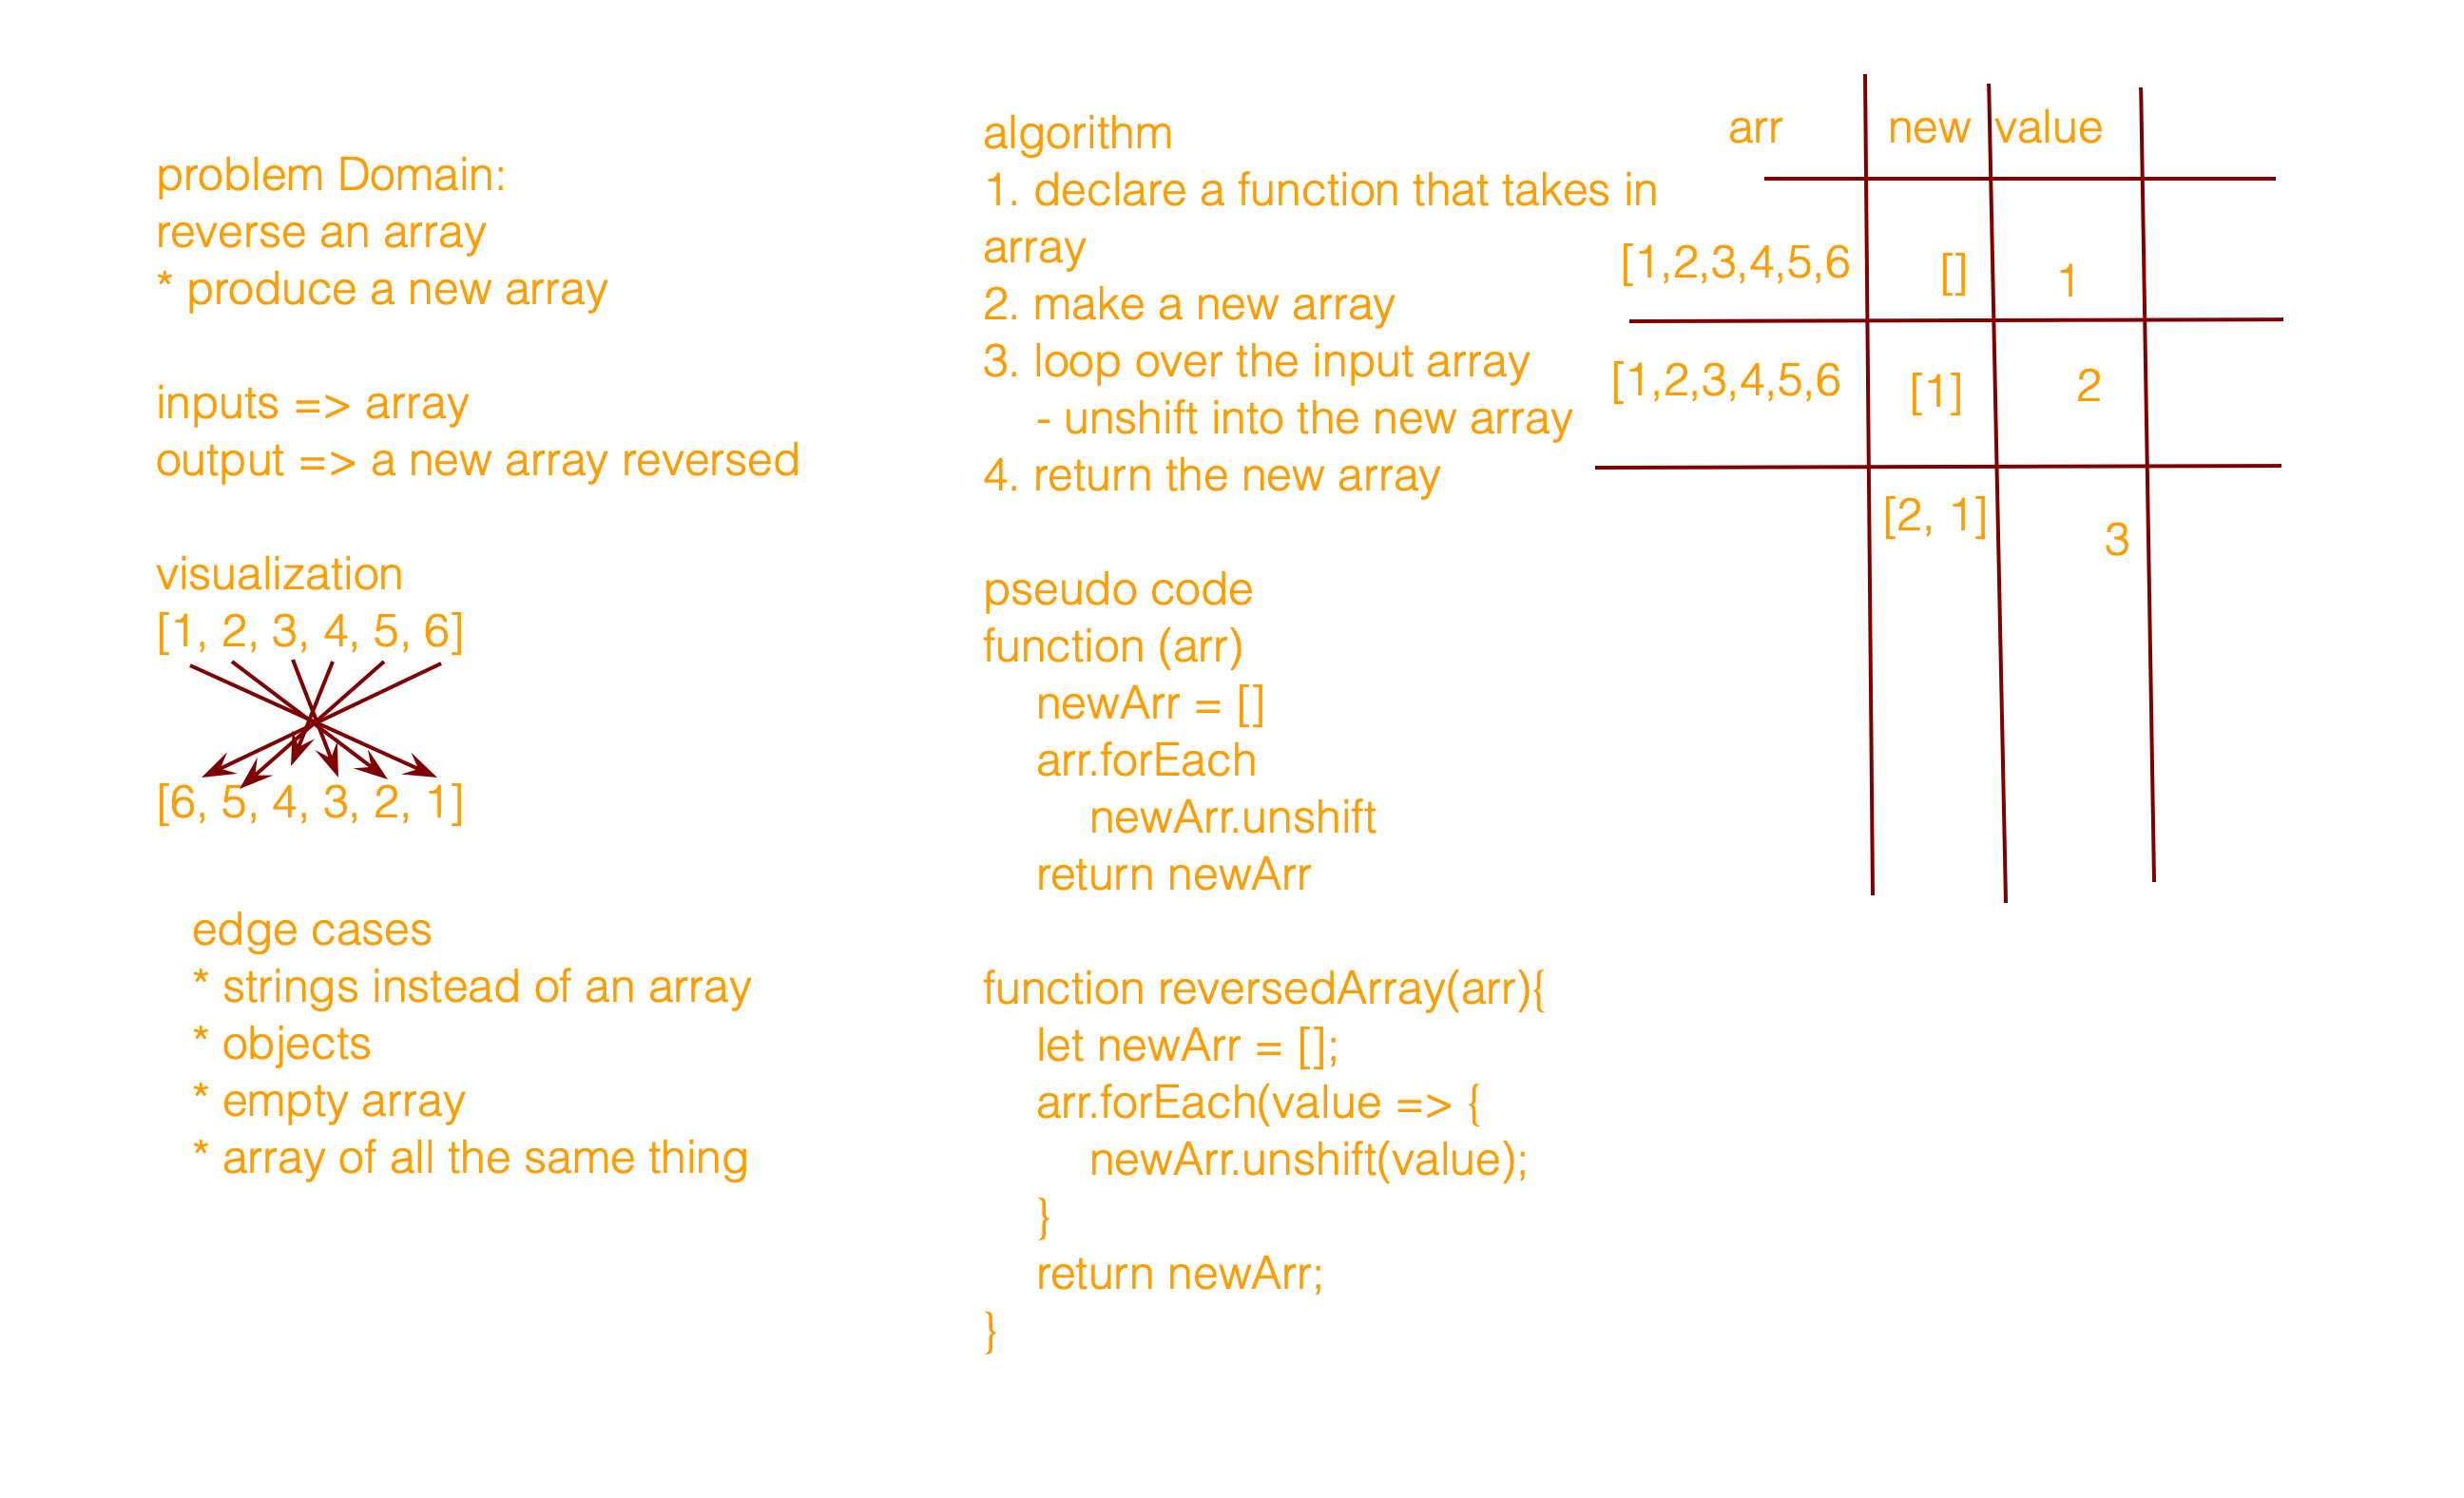 problem Domain:
reverse an array
* produce a new array
inputs => array
output => a new array reversed
visualization
[1, 2, 3, 4, 5, 6]
[6, 5, 4, 3, 2, 1]
edge cases
* strings instead of an array
* objects
* empty array
* array of all the same thing
algorithm
1. declare a function that takes in
array
2. make a new array
3. loop over the input array
- unshift into the new array
4. return the new array
pseudo code
function (arr)
newArr = []
arr.forEach
newArr.unshift
return newArr
function reversedArray(arr){
let newArr = [];
arr.forEach(value => {
newArr.unshift(value);
}
return newArr;
}
arr new value
[1,2,3,4,5,6 [] 1
[1,2,3,4,5,6 [1] 2
[2, 1] 3